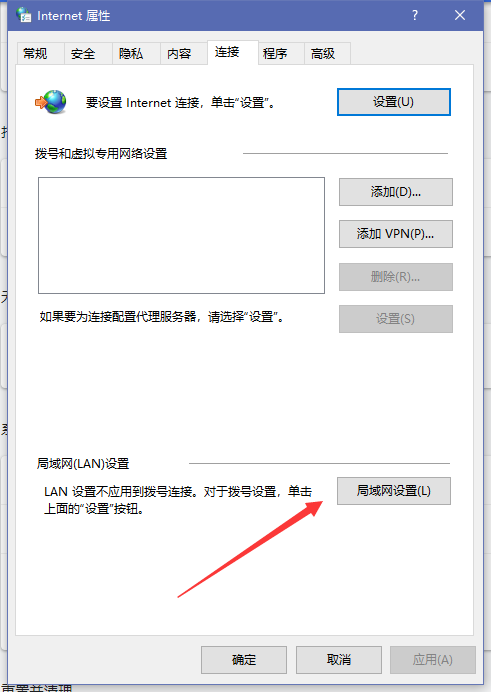 Internet 属性
?
常规 安全 隐私 内容 连接 程序 高级
要设置 Internet 连接，单击“设置”。
设置(U)
拨号和虚拟专用网络设置
添加(D)...
添加 VPN(P)...
删除(R)...
如果要为连接配置代理服务器，请选择“设置”。
设置(S)
局域网(LAN)设置
LAN 设置不应用到拨号连接。对于拨号设置，单击
上面的“设置”按钮。
局域网设置(L)
确定 取消 应用(A)
重置并清理